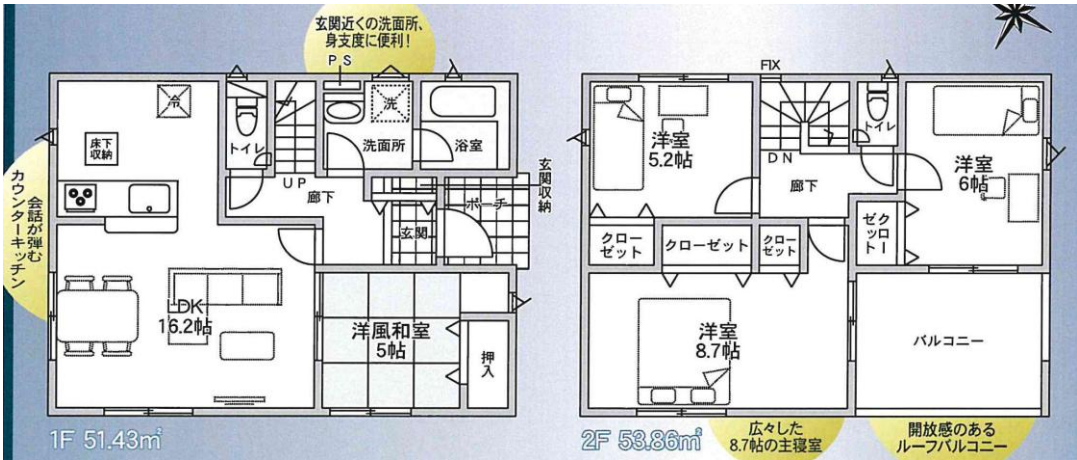 玄関近くの洗面所、
身支度に便利!
PS
冷
床下
収納
トイレ
洗
洗面所
浴室
UP
廊下
玄関収納
ポーチ
玄関
会話が弾む
カウンターキッチン
LDK
16.2帖
洋風和室
5帖
押入
1F 51.43㎡
FIX
洋室
5.2帖
DN
トイレ
廊下
洋室
6帖
クロー
ゼット
クローゼット
クロー
ゼット
クロー
ゼット
洋室
8.7帖
バルコニー
2F 53.86㎡
広々した
8.7帖の主寝室
開放感のある
ルーフバルコニー